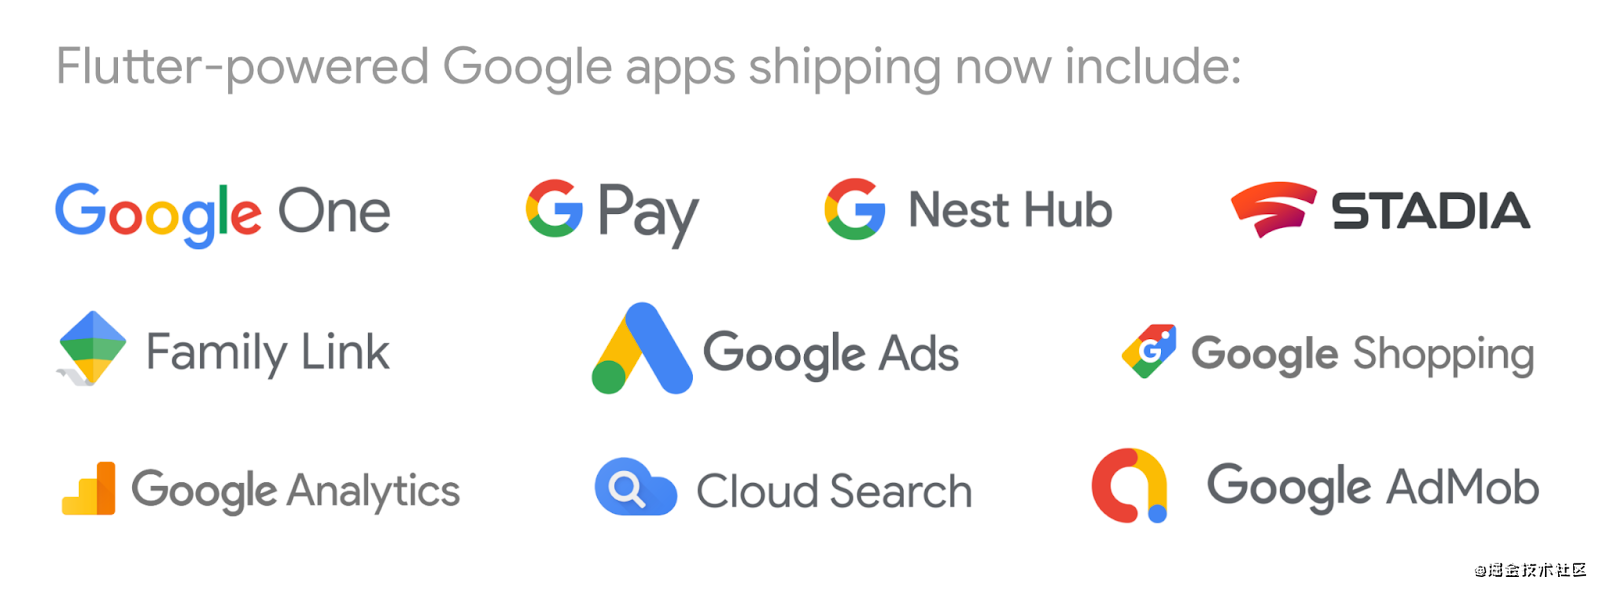 Flutter-powered Google apps shipping now include:
Google One
G Pay
G Nest Hub
STADIA
Family Link
Google Ads
G Google Shopping
Google Analytics
Cloud Search
Google AdMob
@掘金技术社区